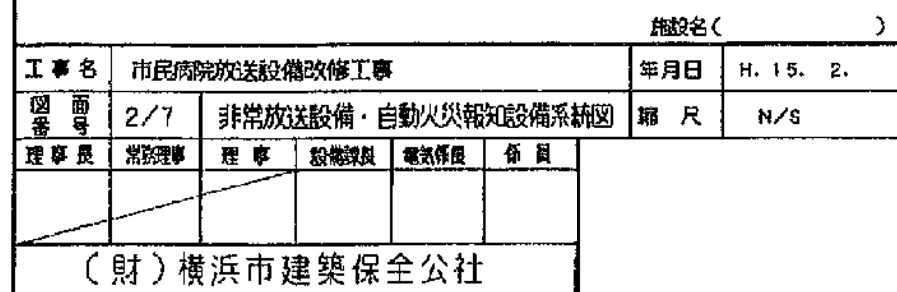 施設名(　　　　)
工事名 市民病院放送設備改修工事 年月日 H. 15. 2.
図面番号 2/7 非常放送設備・自動火災報知設備系統図 縮尺 N/S
理事長 常務理事 理事 設備課長 電気係長 係員
(財)横浜市建築保全公社